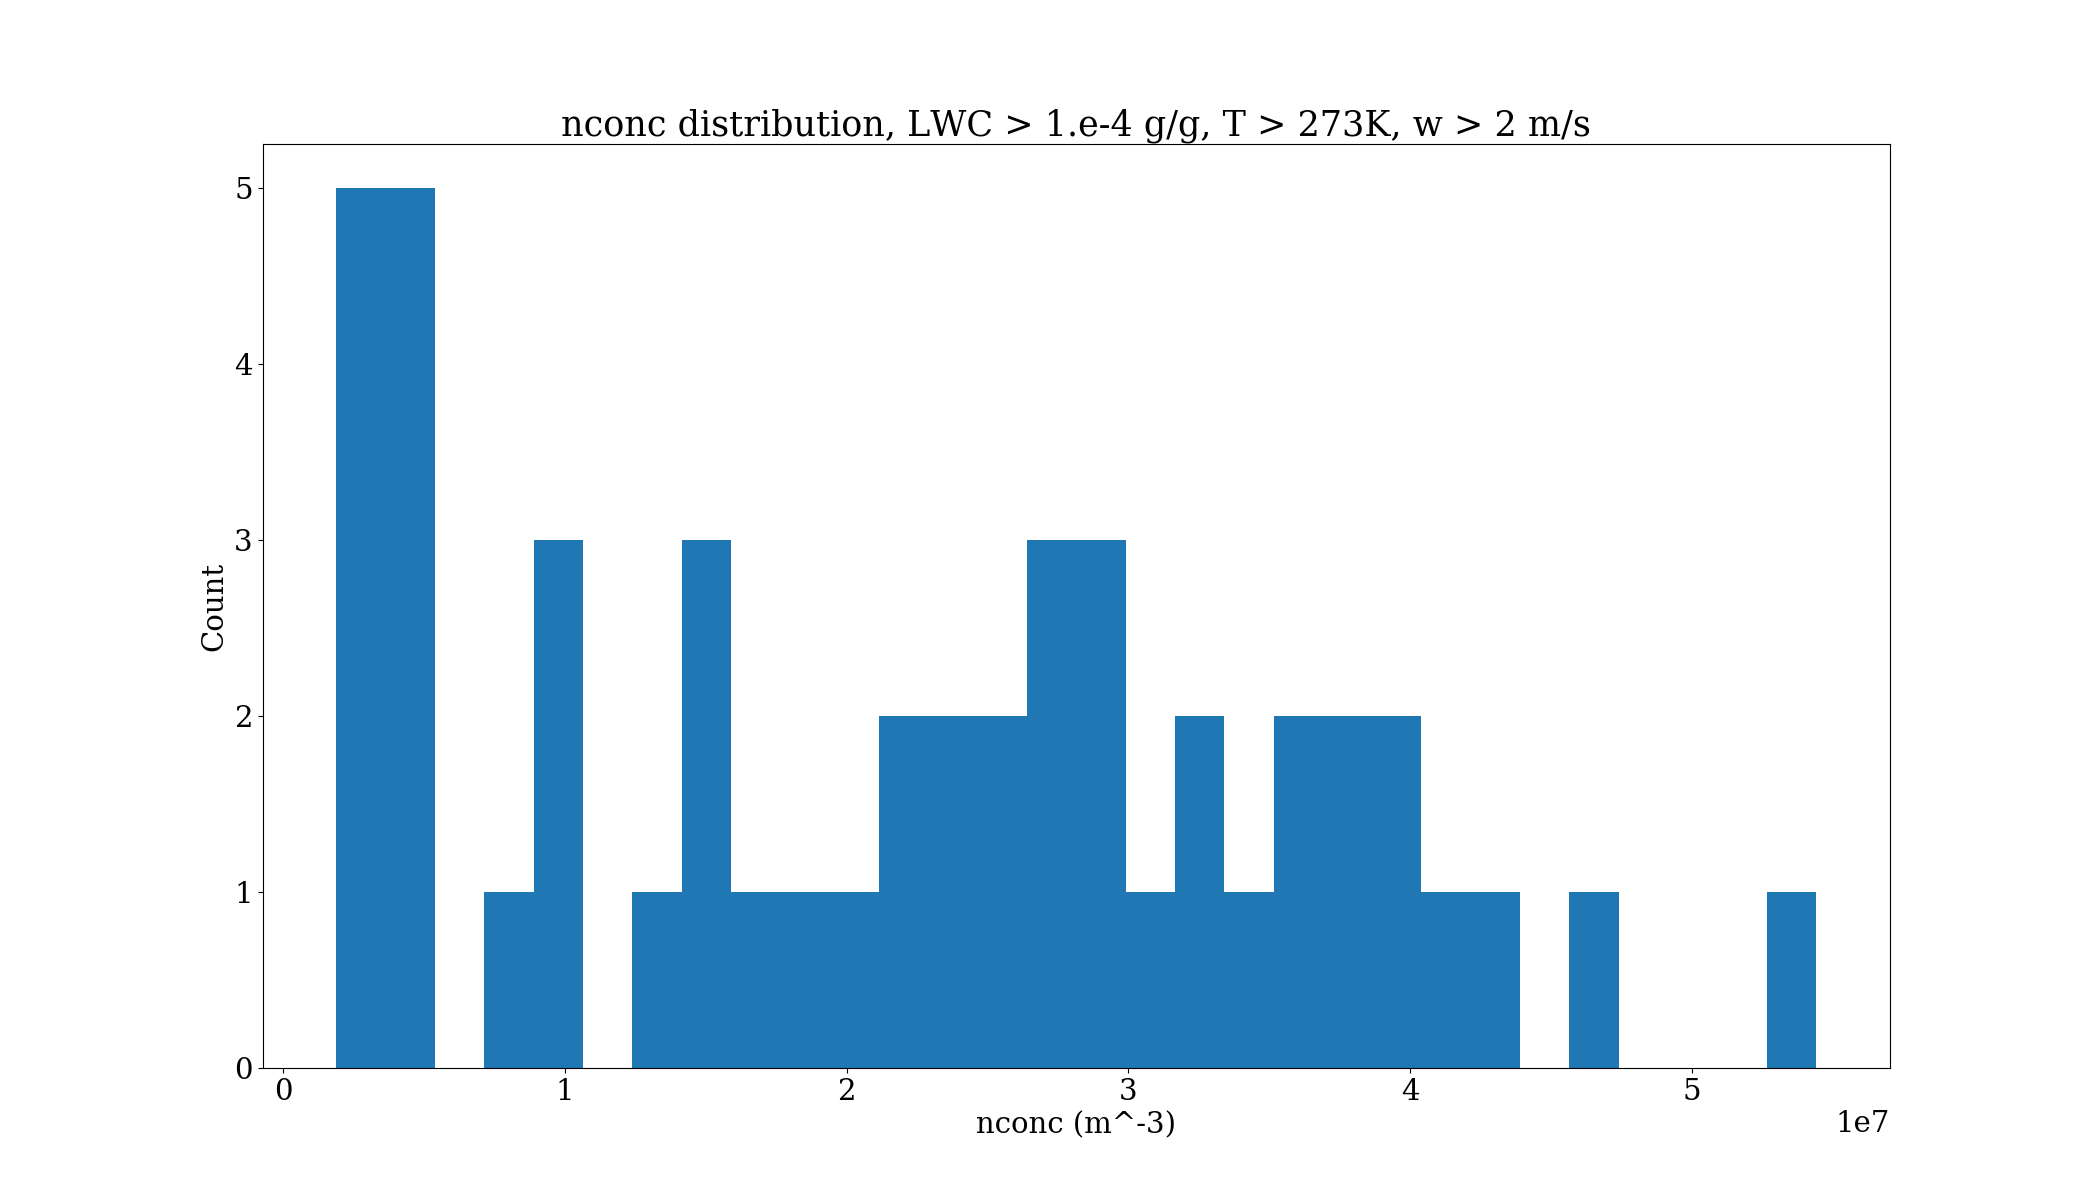 nconc distribution, LWC > 1.e-4 g/g, T > 273K, w > 2 m/s
5
4
3
2
1
0
Count
0 1 2 3 4 5
nconc (m^-3)
1e7